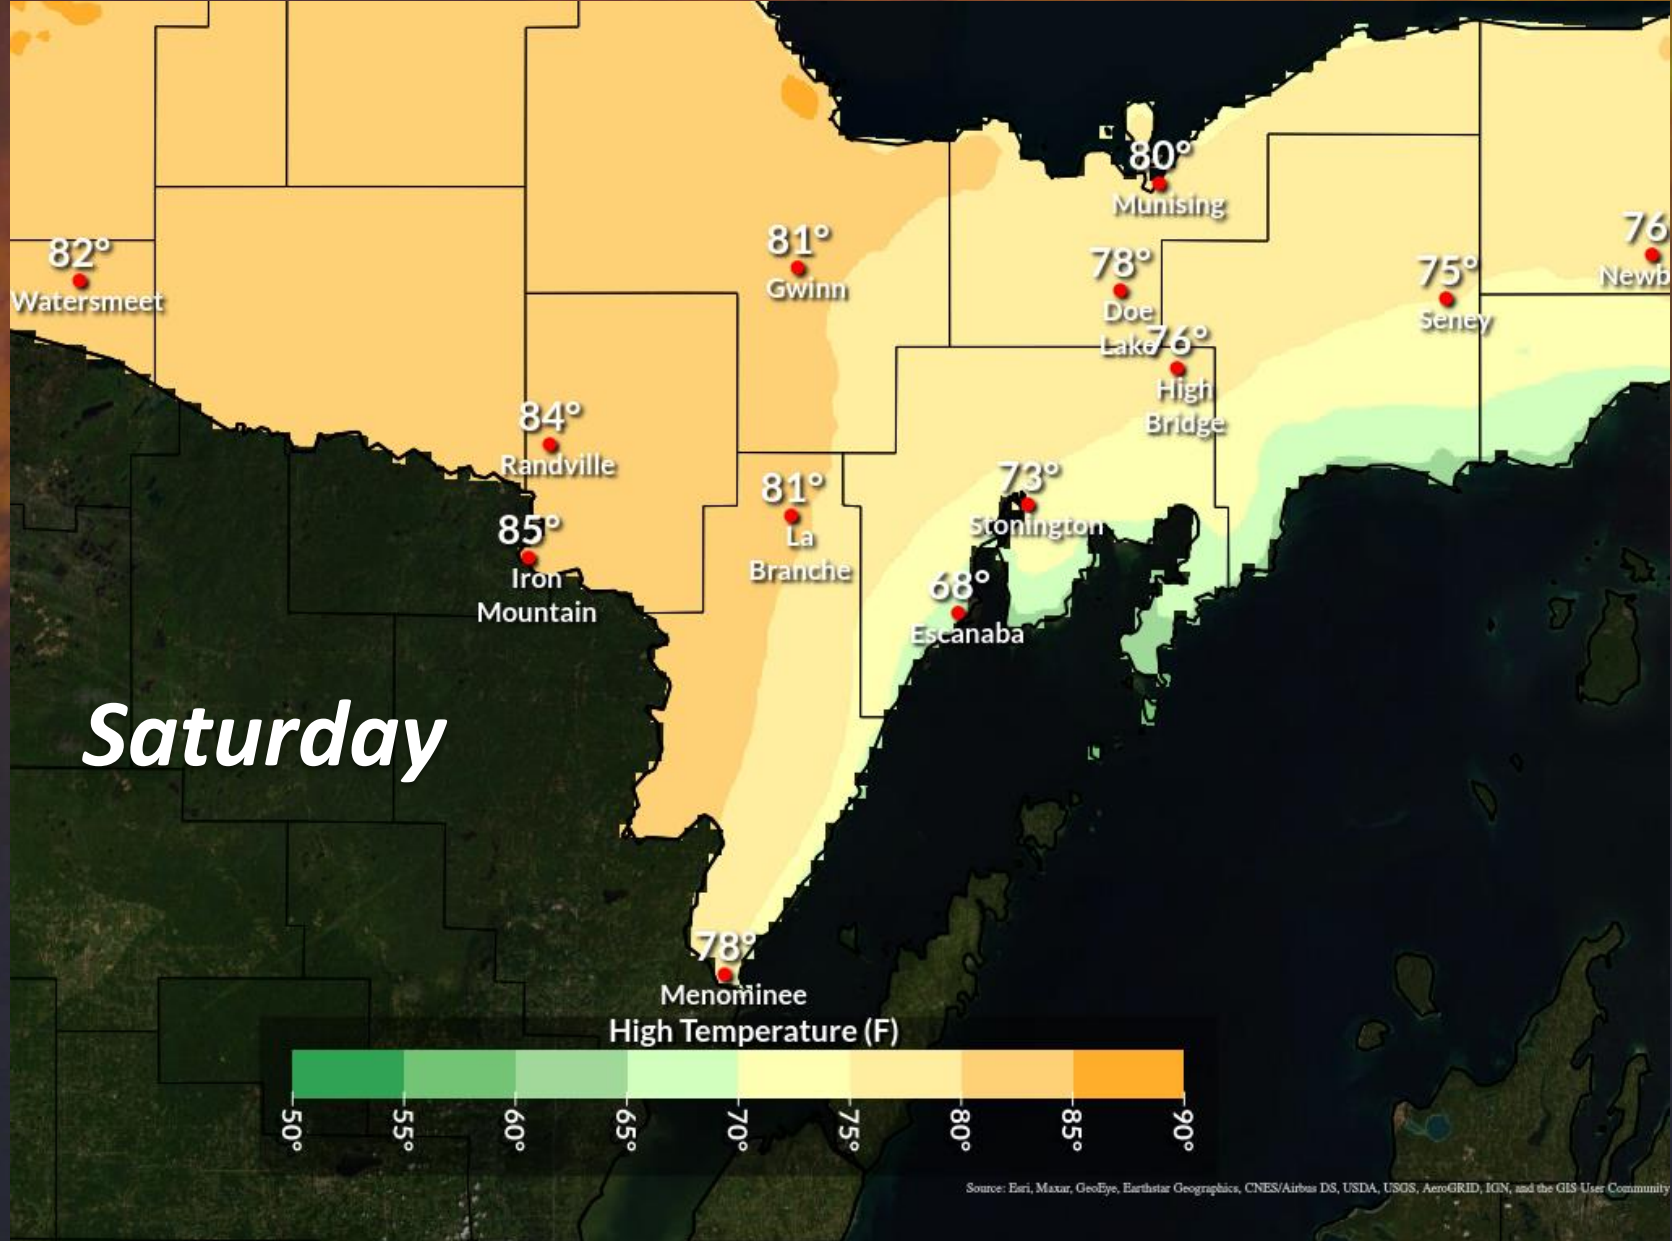 80°
Munising
82°
Watersmeet
81°
Gwinn
78°
Doe
Lake
75°
Seney
76
Newb
76°
High
Bridge
84°
Randville
81°
La
Branche
73°
Stonington
85°
Iron
Mountain
68°
Escanaba
Saturday
78°
Menominee
High Temperature (F)
50°
55°
60°
65°
70°
75°
80°
85°
90°
Source: Esri, Maxar, GeoEye, Earthstar Geographics, CNES/Airbus DS, USDA, USGS, AeroGRID, IGN, and the GIS User Community